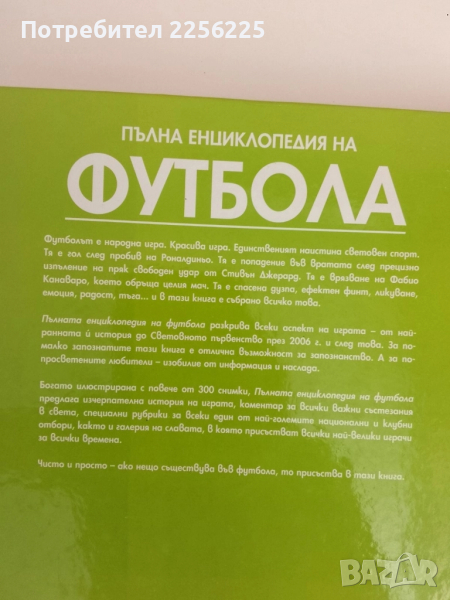 Потребител 2256225
ПЪЛНА ЕНЦИКЛОПЕДИЯ НА
ФУТБОЛА
Футболът е народна игра. Красива игра. Единственият наистина световен спорт.
Тя е гол след пробив на Роналдиньо. Тя е попадение във вратата след прецизно
изпълнение на пряк свободен удар от Стивън Джерард. Тя е врязване на Фабио
Канаваро, което обръща целия мач. Тя е спасена дузпа, ефектен финт, ликуване,
емоция, радост, тъга... и в тази книга е събрано всичко това.
Пълната енциклопедия на футбола разкрива всеки аспект на играта – от най-
ранната ѝ история до Световното първенство през 2006 г. и след това. За по-
малко запознатите тази книга е отлична възможност за запознанство. А за по-
просветените любители – изобилие от информация и наслада.
Богато илюстрирана с повече от 300 снимки, Пълната енциклопедия на футбола
предлага изчерпателна история на играта, коментар за всички важни състезания
в света, специални рубрики за всеки един от най-големите национални и клубни
отбори, както и галерия на славата, в която присъстват всички най-велики играчи
за всички времена.
Чисто и просто – ако нещо съществува във футбола, то присъства в тази книга.
BAZAR